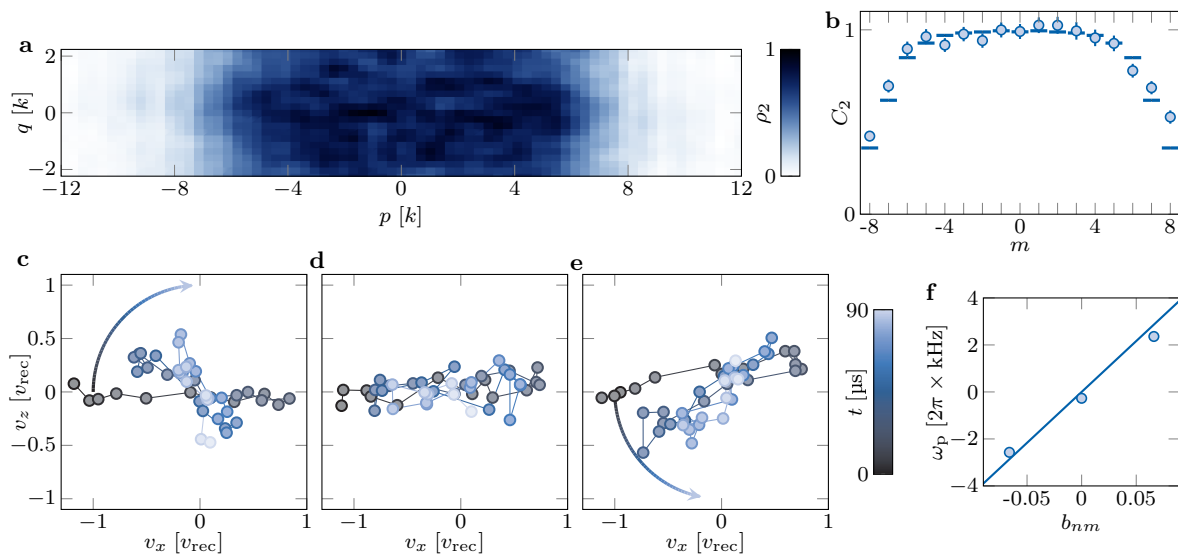 a
q [k]
2
0
−2
−12
−8
−4
0
4
8
12
p [k]
1
0
ρ2
b
C2
1
0
-8
-4
0
4
8
m
c
d
e
vz [vrec]
1
0.5
0
−0.5
−1
−1
0
1
vx [vrec]
−1
0
1
vx [vrec]
−1
0
1
vx [vrec]
90
0
t [µs]
f
ωp [2π × kHz]
4
2
0
−2
−4
-0.05
0
0.05
bnm